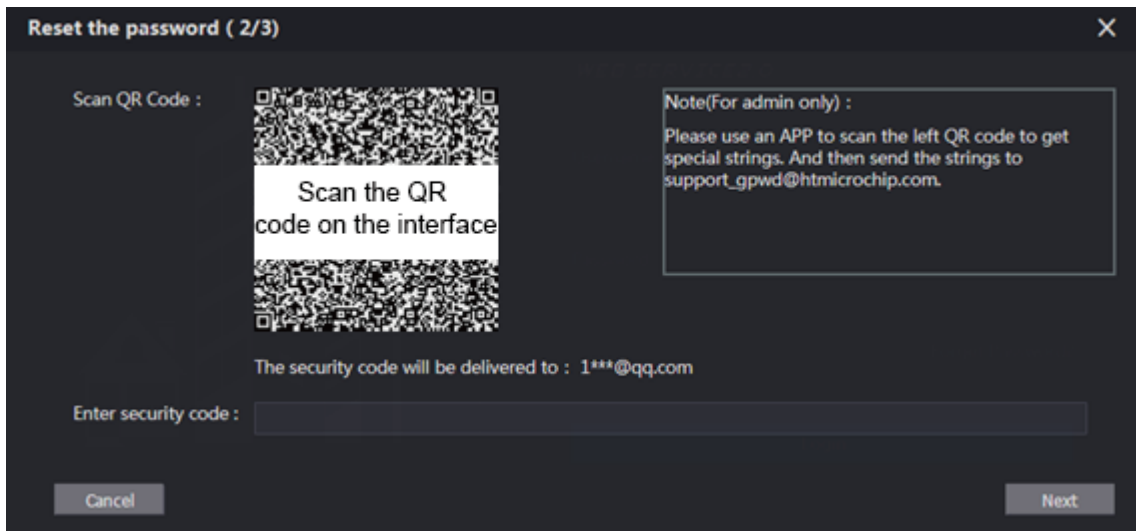 Reset the password ( 2/3)
Scan QR Code :
Scan the QR
code on the interface
Note(For admin only) :
Please use an APP to scan the left QR code to get
special strings. And then send the strings to
support_gpwd@htmicrochip.com.
The security code will be delivered to : 1***@qq.com
Enter security code :
Cancel
Next